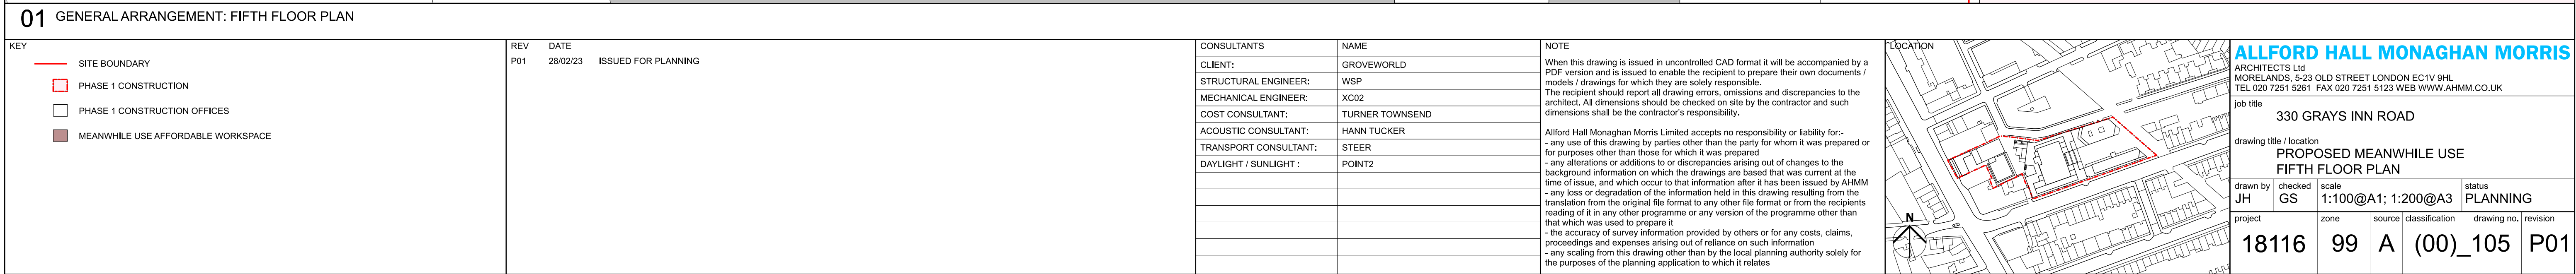 01 GENERAL ARRANGEMENT: FIFTH FLOOR PLAN
KEY
SITE BOUNDARY
PHASE 1 CONSTRUCTION
PHASE 1 CONSTRUCTION OFFICES
MEANWHILE USE AFFORDABLE WORKSPACE
REV DATE
P01 28/02/23 ISSUED FOR PLANNING
CONSULTANTS NAME
CLIENT: GROVEWORLD
STRUCTURAL ENGINEER: WSP
MECHANICAL ENGINEER: XC02
COST CONSULTANT: TURNER TOWNSEND
ACOUSTIC CONSULTANT: HANN TUCKER
TRANSPORT CONSULTANT: STEER
DAYLIGHT / SUNLIGHT : POINT2
NOTE
When this drawing is issued in uncontrolled CAD format it will be accompanied by a
PDF version and is issued to enable the recipient to prepare their own documents /
models / drawings for which they are solely responsible.
The recipient should report all drawing errors, omissions and discrepancies to the
architect. All dimensions should be checked on site by the contractor and such
dimensions shall be the contractor's responsibility.
Allford Hall Monaghan Morris Limited accepts no responsibility or liability for:-
- any use of this drawing by parties other than the party for whom it was prepared or
for purposes other than those for which it was prepared
- any alterations or additions to or discrepancies arising out of changes to the
background information on which the drawings are based that was current at the
time of issue, and which occur to that information after it has been issued by AHMM
- any loss or degradation of the information held in this drawing resulting from the
translation from the original file format to any other file format or from the recipients
reading of it in any other programme or any version of the programme other than
that which was used to prepare it
- the accuracy of survey information provided by others or for any costs, claims,
proceedings and expenses arising out of reliance on such information
- any scaling from this drawing other than by the local planning authority solely for
the purposes of the planning application to which it relates
LOCATION
N
ALLFORD HALL MONAGHAN MORRIS
ARCHITECTS Ltd
MORELANDS, 5-23 OLD STREET LONDON EC1V 9HL
TEL 020 7251 5261 FAX 020 7251 5123 WEB WWW.AHMM.CO.UK
job title
330 GRAYS INN ROAD
drawing title / location
PROPOSED MEANWHILE USE
FIFTH FLOOR PLAN
drawn by checked scale status
JH GS 1:100@A1; 1:200@A3 PLANNING
project zone source classification drawing no. revision
18116 99 A (00)_105 P01